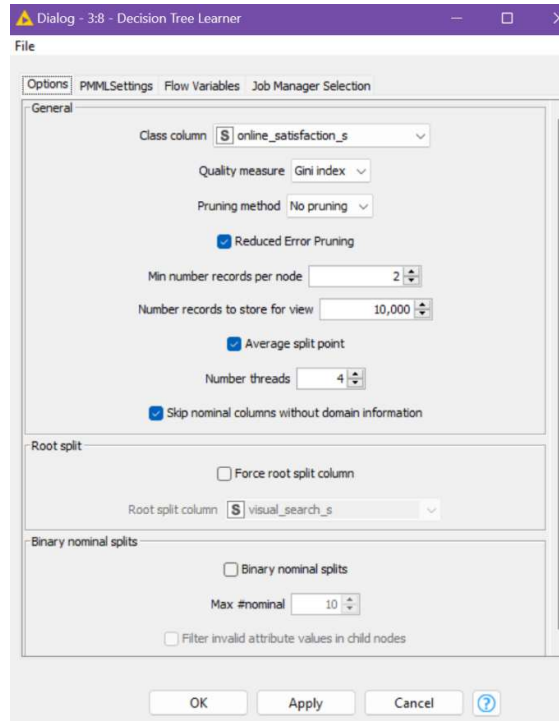 Dialog - 3:8 - Decision Tree Learner
File
Options PMMLSettings Flow Variables Job Manager Selection
General
Class column S online_satisfaction_s
Quality measure Gini index
Pruning method No pruning
Reduced Error Pruning
Min number records per node 2
Number records to store for view 10,000
Average split point
Number threads 4
Skip nominal columns without domain information
Root split
Force root split column
Root split column S visual_search_s
Binary nominal splits
Binary nominal splits
Max #nominal 10
Filter invalid attribute values in child nodes
OK Apply Cancel ?